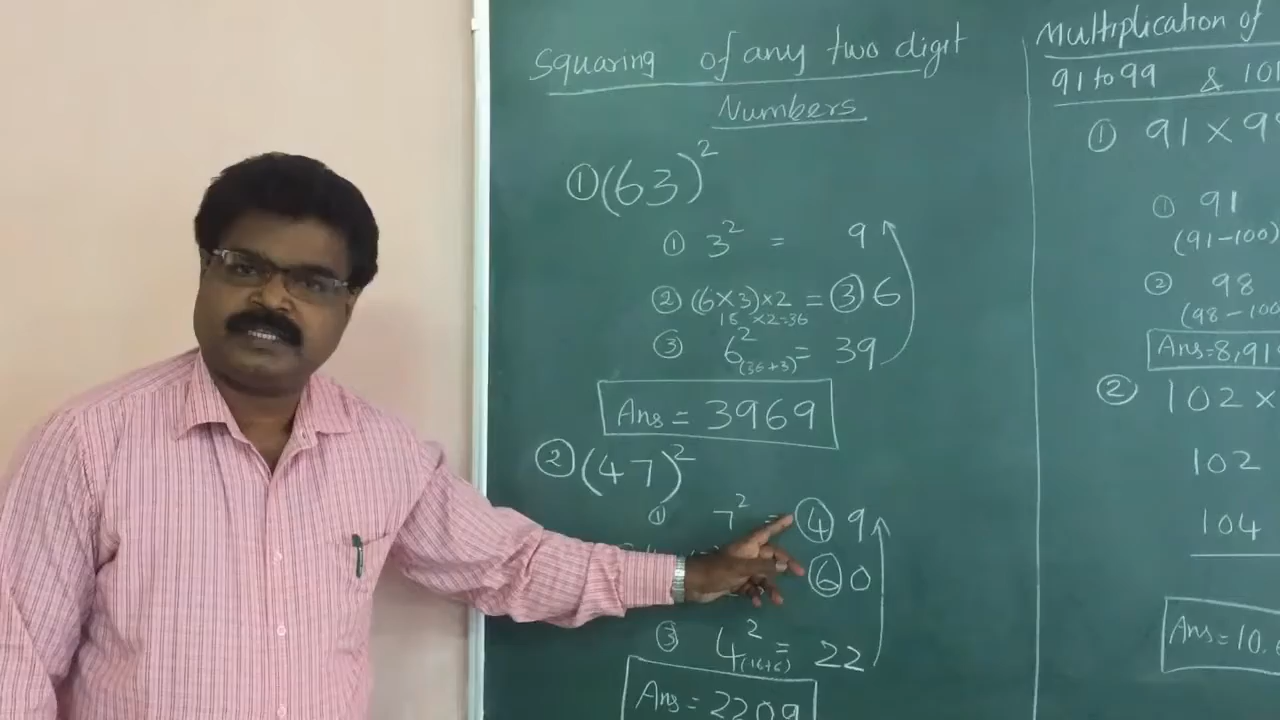 Squaring of any two digit
Numbers
① (63)²
① 3² = 9
② (6×3)×2 = ③6
18 ×2=36
③ 6² (36+3) = 39
Ans = 3969
② (47)²
① 7² = ④9
⑥0
③ 4² (16+6) = 22
Ans = 2209
Multiplication of
91 to 99 & 101
① 91 ×
① 91
(91-100)
② 98
(98-100
Ans=8,91
② 102 ×
102
104
Ans=10,